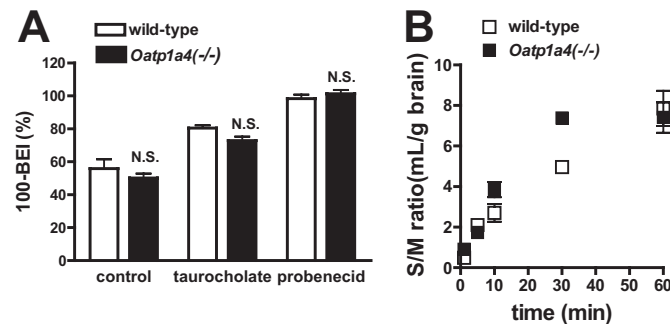 A
wild-type
Oatp1a4(-/-)
120
100
80
60
40
20
0
100-BEI (%)
N.S.
N.S.
N.S.
control taurocholate probenecid
B
wild-type
Oatp1a4(-/-)
10
8
6
4
2
0
S/M ratio(mL/g brain)
0 10 20 30 40 50 60
time (min)